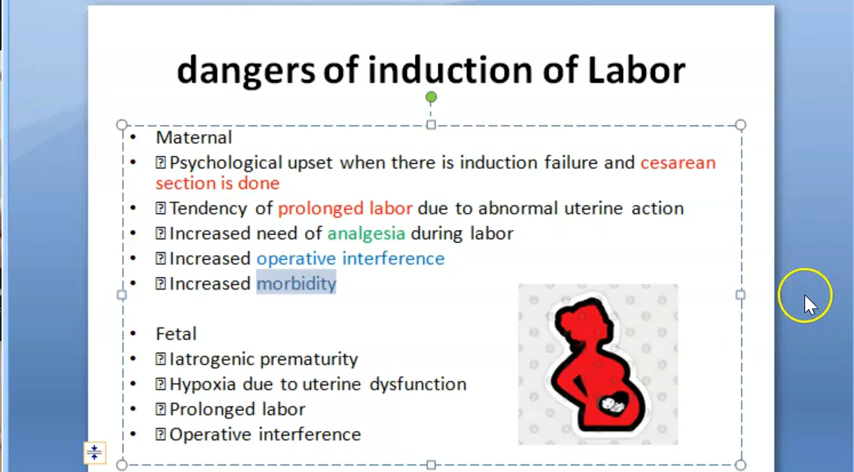 dangers of induction of Labor
• Maternal
• ⍰Psychological upset when there is induction failure and cesarean
section is done
• ⍰Tendency of prolonged labor due to abnormal uterine action
• ⍰Increased need of analgesia during labor
• ⍰Increased operative interference
• ⍰Increased morbidity
• Fetal
• ⍰Iatrogenic prematurity
• ⍰Hypoxia due to uterine dysfunction
• ⍰Prolonged labor
• ⍰Operative interference